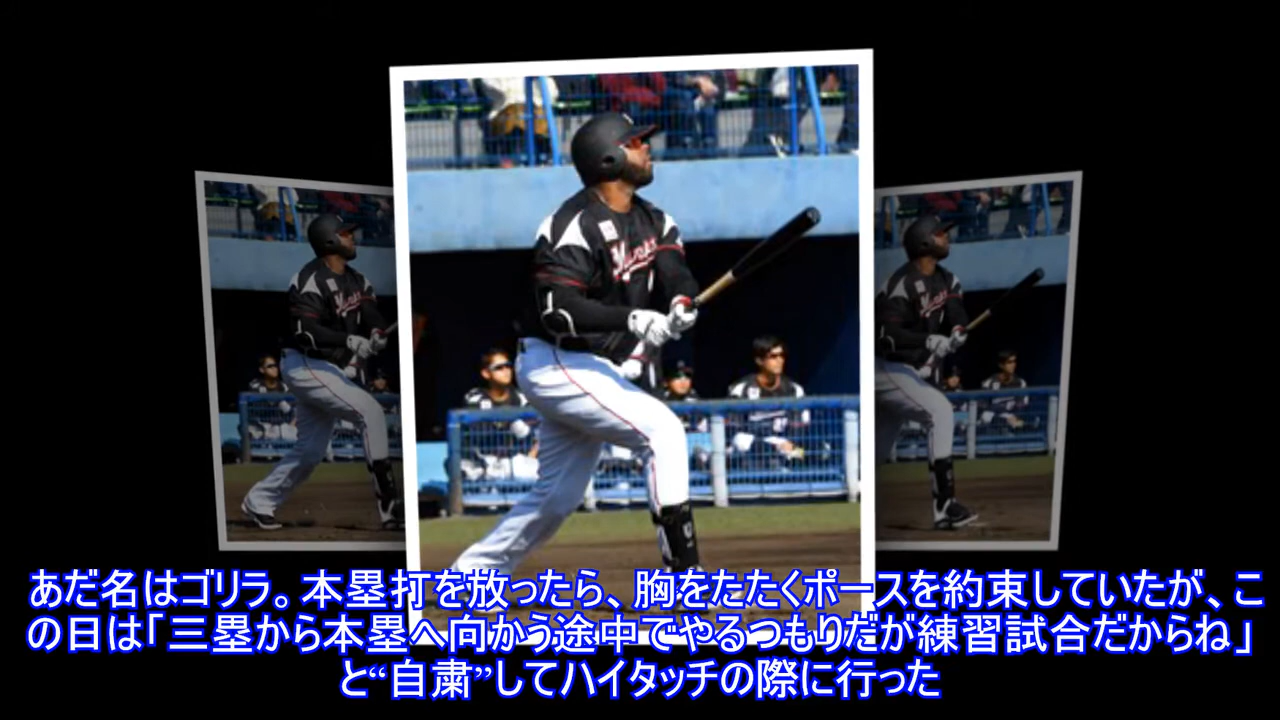 あだ名はゴリラ。本塁打を放ったら、胸をたたくポースを約束していたが、こ
の日は「三塁から本塁へ向かう途中でやるつもりだが練習試合だからね」
と“自粛”してハイタッチの際に行った